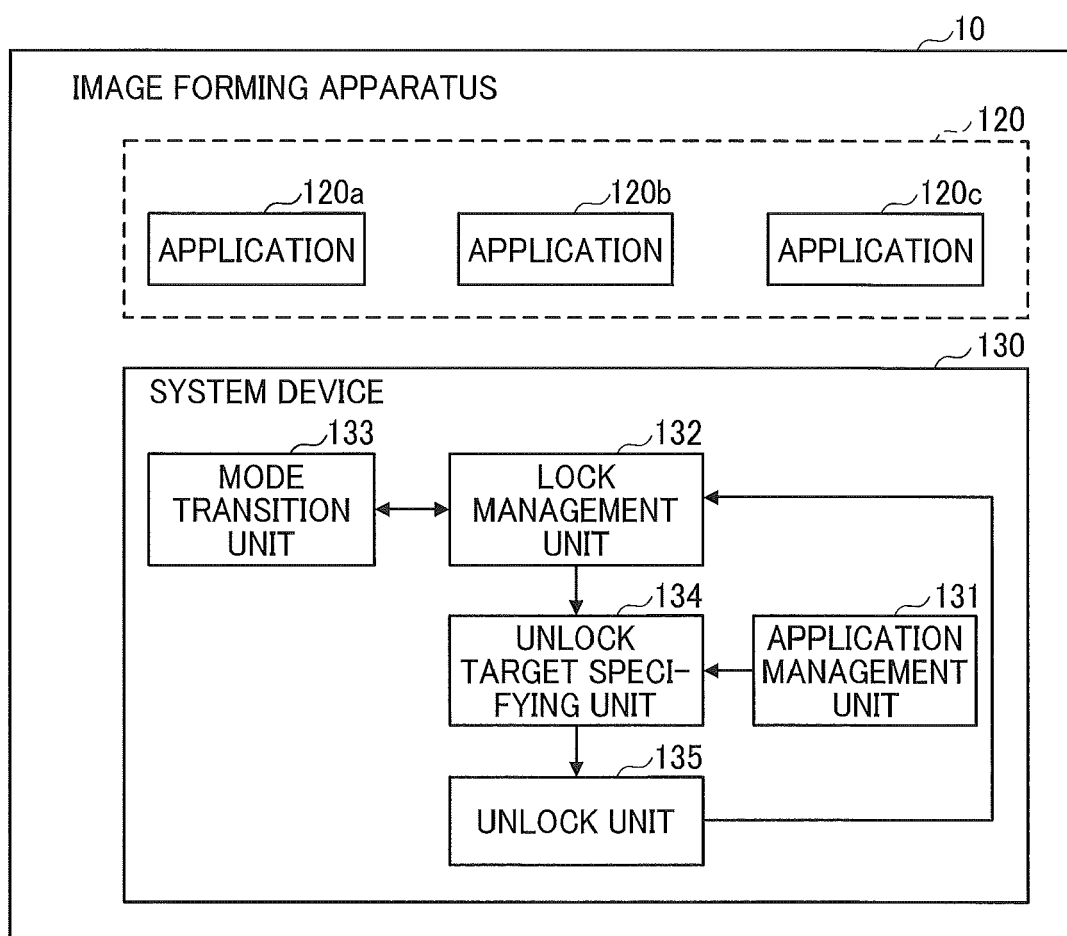 10
IMAGE FORMING APPARATUS
120
120a
120b
120c
APPLICATION
APPLICATION
APPLICATION
130
SYSTEM DEVICE
133
132
MODE
TRANSITION
UNIT
LOCK
MANAGEMENT
UNIT
134
131
UNLOCK
TARGET SPECI-
FYING UNIT
APPLICATION
MANAGEMENT
UNIT
135
UNLOCK UNIT